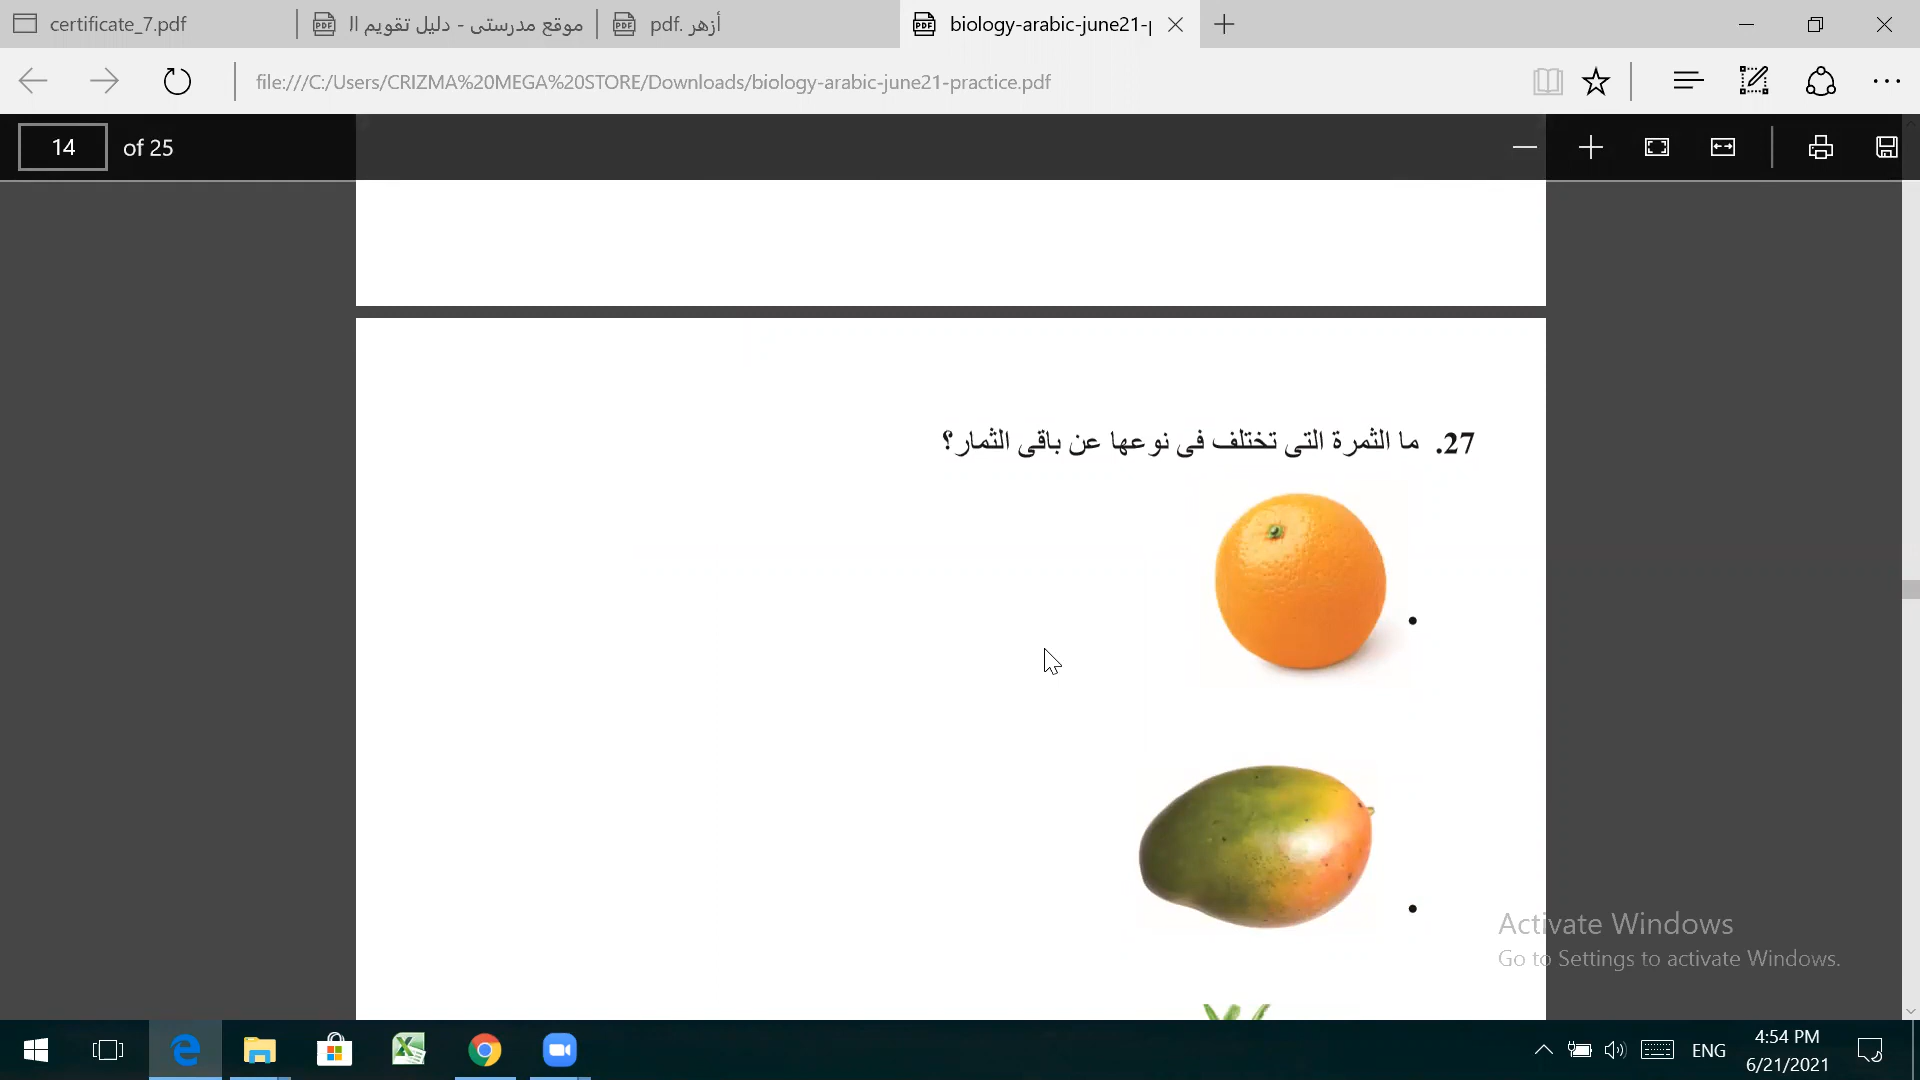 certificate_7.pdf
موقع مدرستى - دليل تقويم ال
أزهر .pdf
biology-arabic-june21-p
file:///C:/Users/CRIZMA%20MEGA%20STORE/Downloads/biology-arabic-june21-practice.pdf
14 of 25
27. ما الثمرة التى تختلف فى نوعها عن باقى الثمار؟
Activate Windows
Go to Settings to activate Windows.
ENG
4:54 PM
6/21/2021